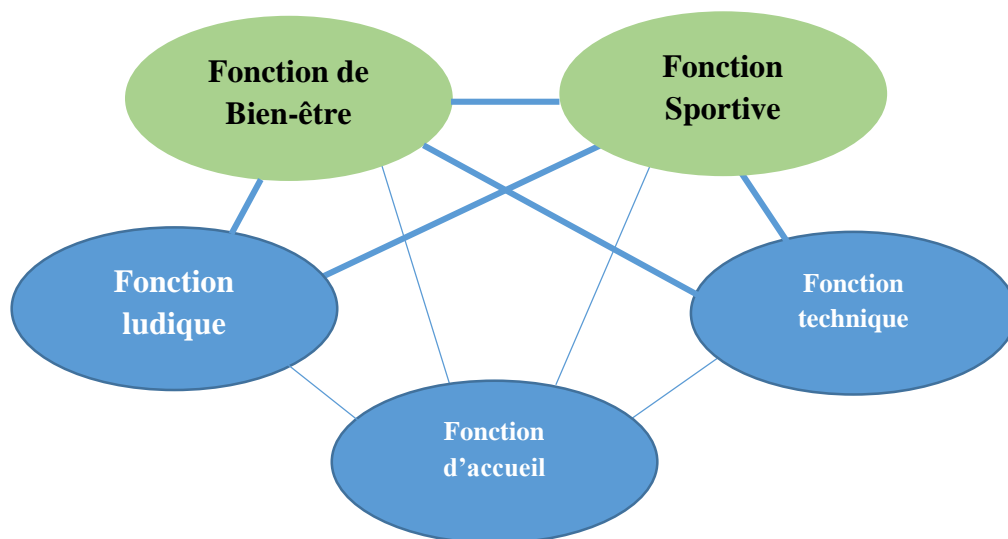 Fonction de
Bien-être
Fonction
Sportive
Fonction
ludique
Fonction
technique
Fonction
d’accueil